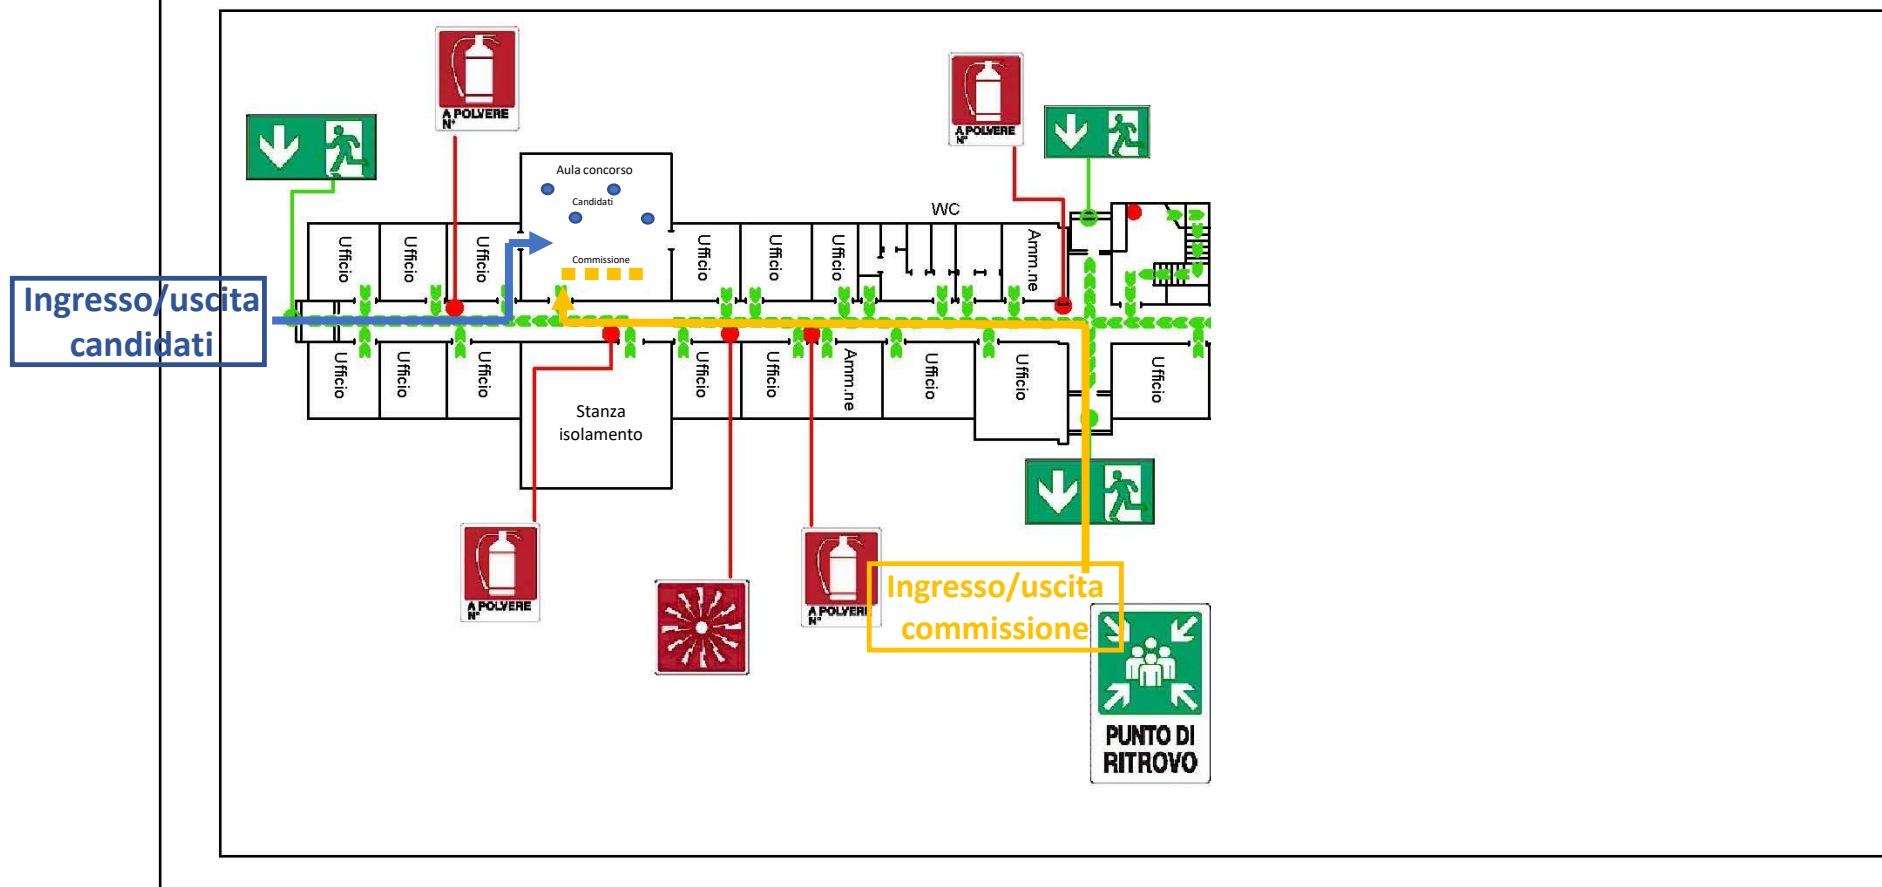 A POLVERE
N°
A POLVERE
N°
Aula concorso
Candidati
Commissione
WC
Ufficio
Ufficio
Ufficio
Ufficio
Ufficio
Ufficio
Amm.ne
Ingresso/uscita
candidati
Ufficio
Ufficio
Ufficio
Stanza
isolamento
Ufficio
Ufficio
Amm.ne
Ufficio
Ufficio
Ufficio
A POLVERE
N°
A POLVERE
N°
Ingresso/uscita
commissione
PUNTO DI
RITROVO